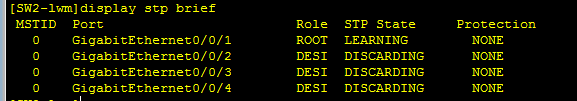 [SW2-lwm]display stp brief
MSTID  Port                        Role  STP State     Protection
0    GigabitEthernet0/0/1        ROOT  LEARNING        NONE
0    GigabitEthernet0/0/2        DESI  DISCARDING      NONE
0    GigabitEthernet0/0/3        DESI  DISCARDING      NONE
0    GigabitEthernet0/0/4        DESI  DISCARDING      NONE